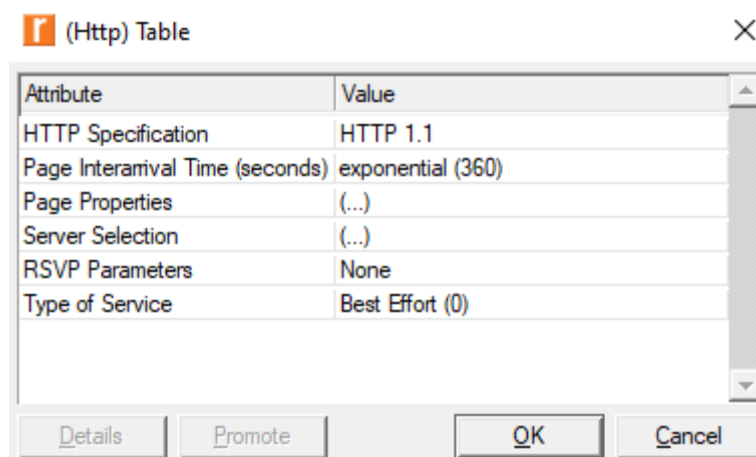 (Http) Table
Attribute Value
HTTP Specification HTTP 1.1
Page Interarrival Time (seconds) exponential (360)
Page Properties (...)
Server Selection (...)
RSVP Parameters None
Type of Service Best Effort (0)
Details Promote OK Cancel